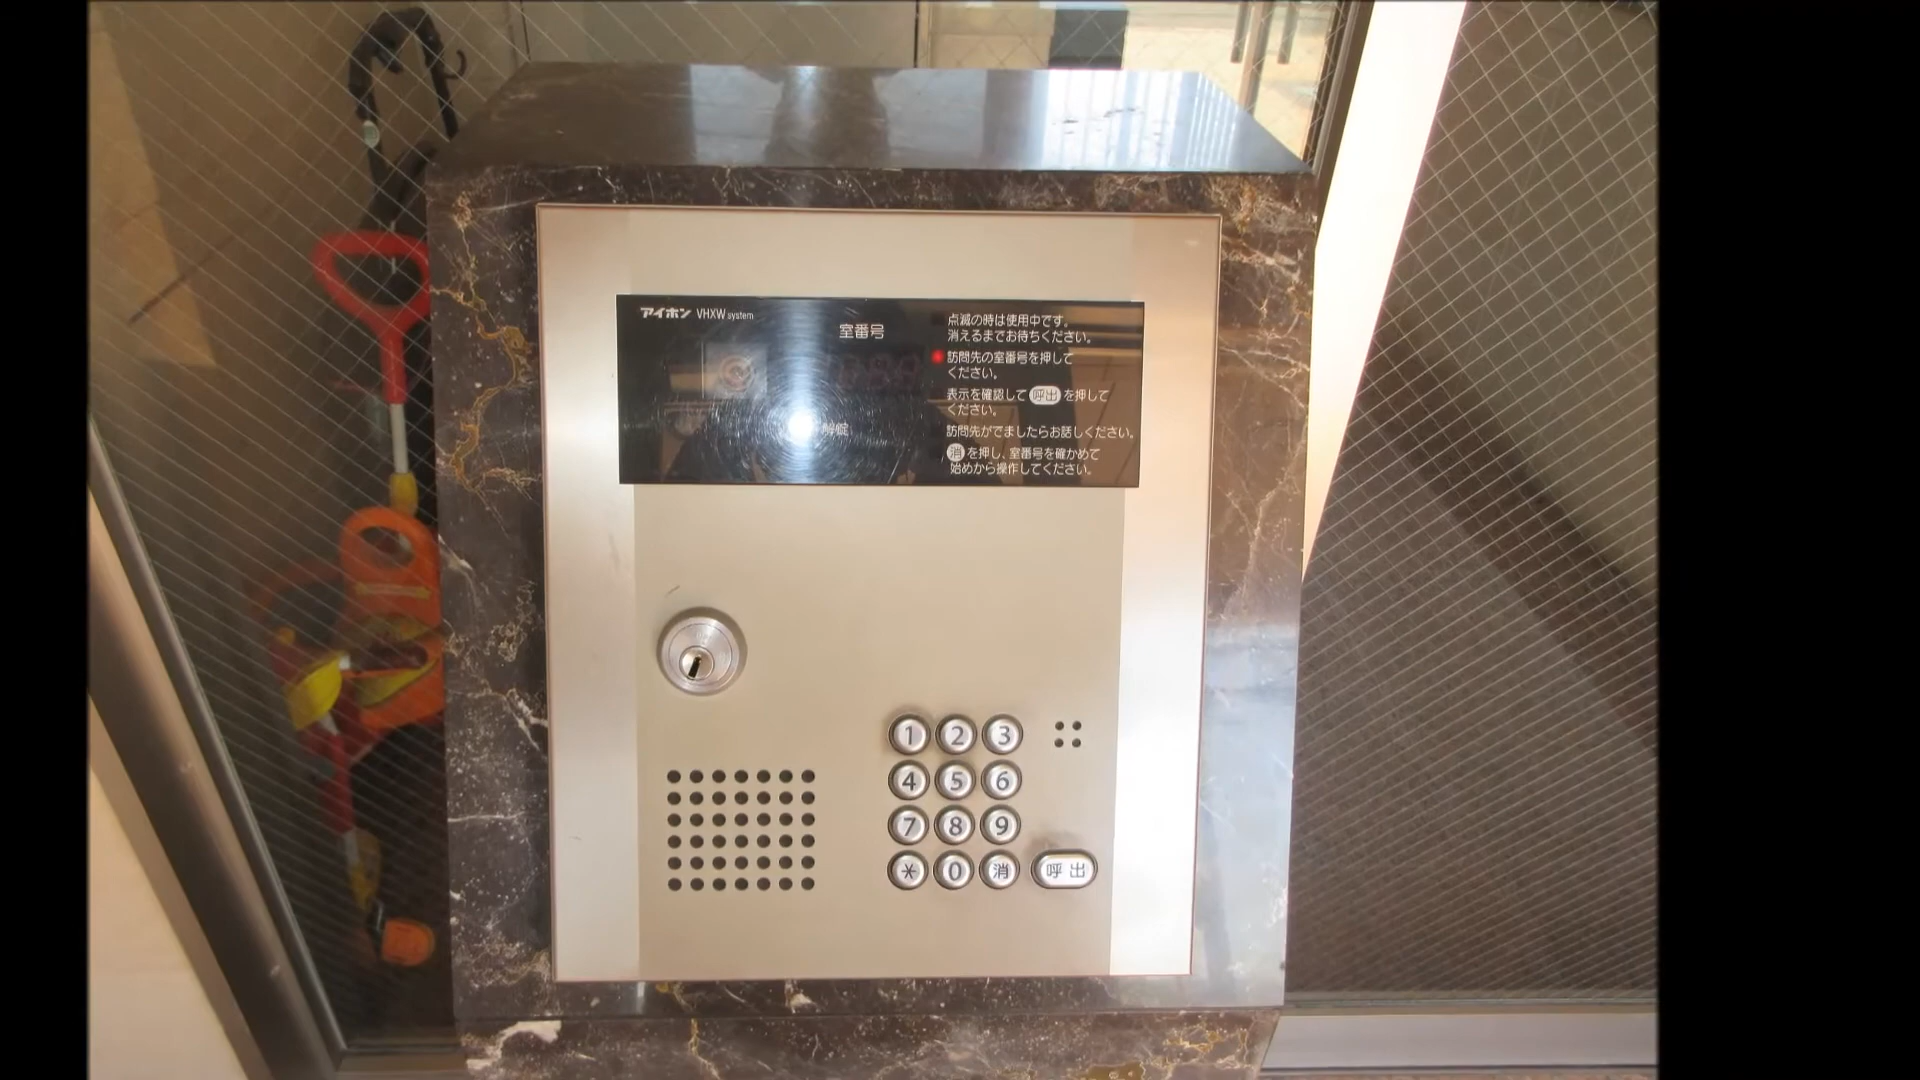 アイホン VHXW system
室番号
解錠
点滅の時は使用中です。
消えるまでお待ちください。
訪問先の室番号を押して
ください。
表示を確認して 呼出 を押して
ください。
訪問先がでましたらお話しください。
消 を押し、室番号を確かめて
始めから操作してください。
1 2 3
4 5 6
7 8 9
* 0 消 呼出